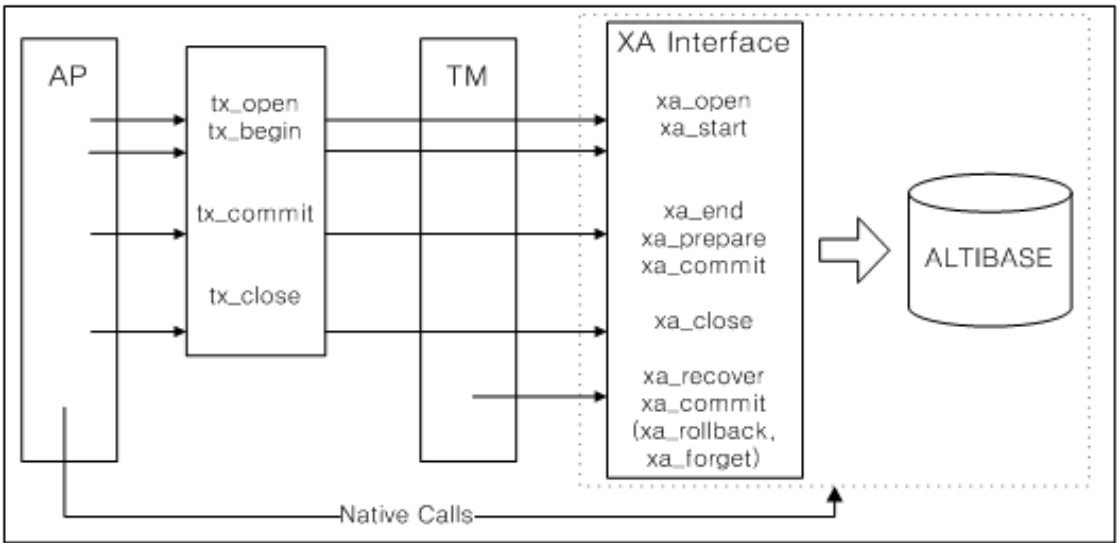 AP
tx_open
tx_begin
tx_commit
tx_close
TM
XA Interface
xa_open
xa_start
xa_end
xa_prepare
xa_commit
xa_close
xa_recover
xa_commit
(xa_rollback,
xa_forget)
ALTIBASE
Native Calls